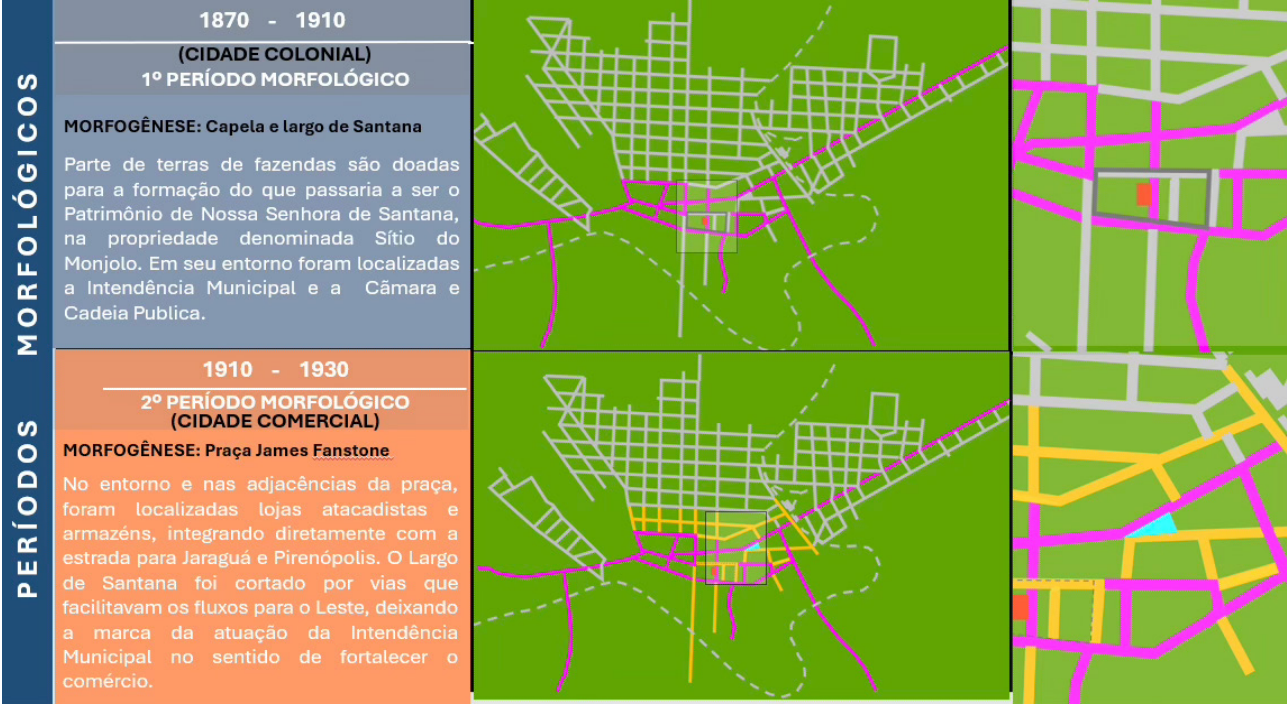 PERÍODOS MORFOLÓGICOS
1870 - 1910
(CIDADE COLONIAL)
1º PERÍODO MORFOLÓGICO
MORFOGÊNESE: Capela e largo de Santana
Parte de terras de fazendas são doadas
para a formação do que passaria a ser o
Patrimônio de Nossa Senhora de Santana,
na propriedade denominada Sítio do
Monjolo. Em seu entorno foram localizadas
a Intendência Municipal e a Cãmara e
Cadeia Publica.
1910 - 1930
2º PERÍODO MORFOLÓGICO
(CIDADE COMERCIAL)
MORFOGÊNESE: Praça James Fanstone
No entorno e nas adjacências da praça,
foram localizadas lojas atacadistas e
armazéns, integrando diretamente com a
estrada para Jaraguá e Pirenópolis. O Largo
de Santana foi cortado por vias que
facilitavam os fluxos para o Leste, deixando
a marca da atuação da Intendência
Municipal no sentido de fortalecer o
comércio.